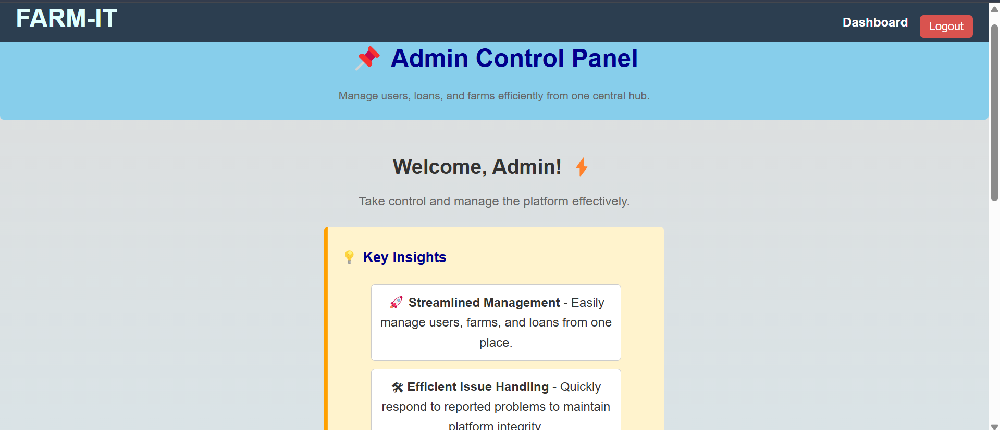 FARM-IT
Dashboard
Logout
Admin Control Panel
Manage users, loans, and farms efficiently from one central hub.
Welcome, Admin!
Take control and manage the platform effectively.
Key Insights
Streamlined Management - Easily
manage users, farms, and loans from one
place.
Efficient Issue Handling - Quickly
respond to reported problems to maintain
platform integrity